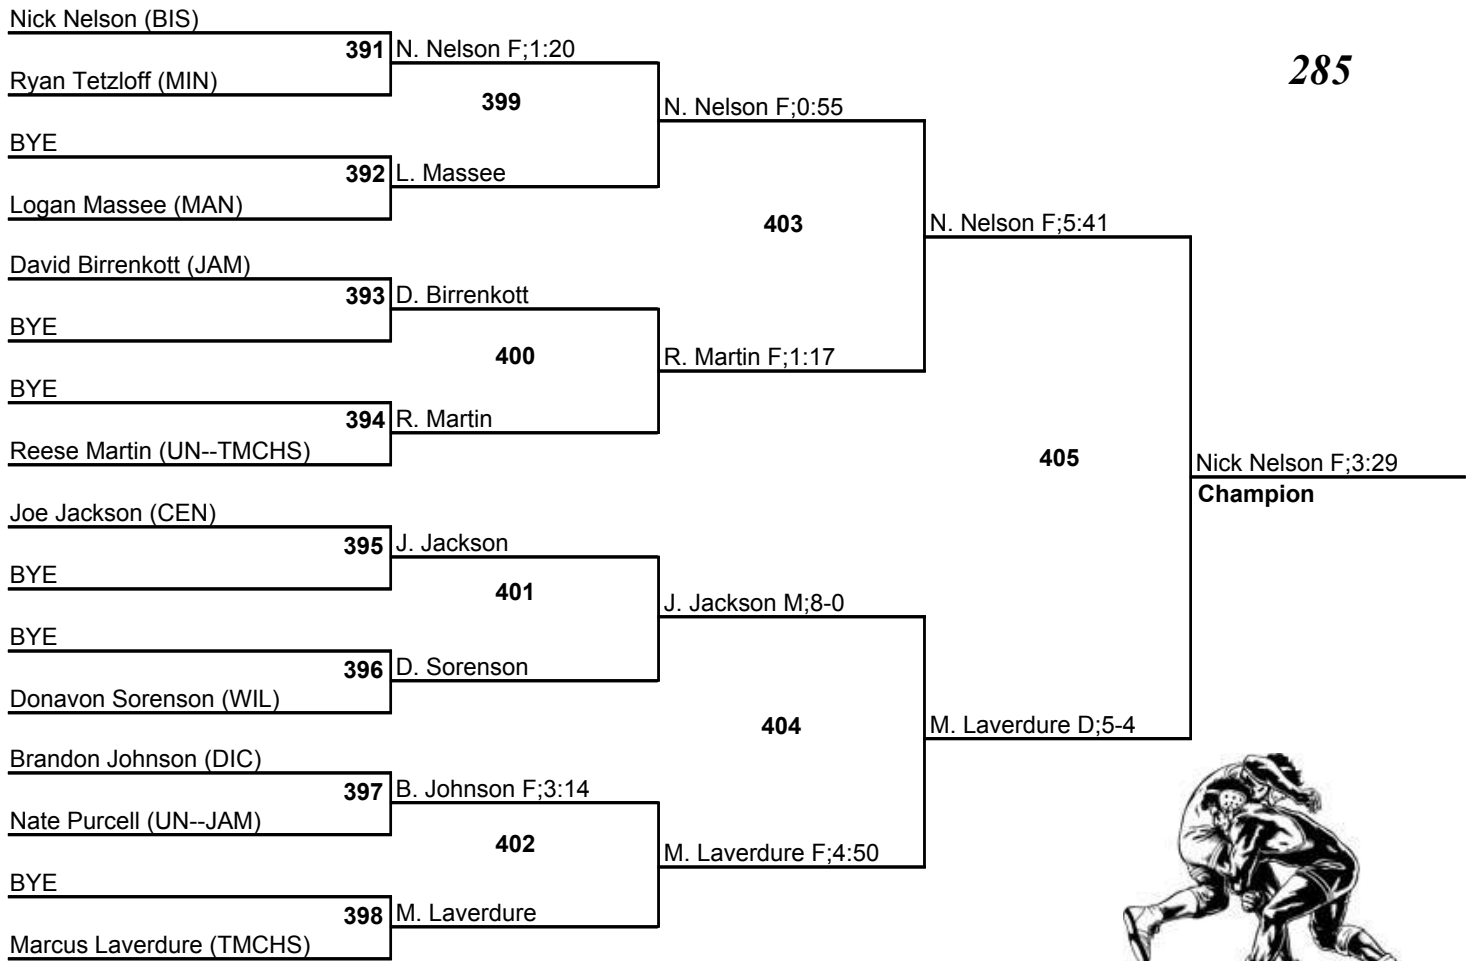 Nick Nelson (BIS)
391 N. Nelson F;1:20
285
Ryan Tetzloff (MIN)
399
N. Nelson F;0:55
BYE
392 L. Massee
Logan Massee (MAN)
403
N. Nelson F;5:41
David Birrenkott (JAM)
393 D. Birrenkott
BYE
400
R. Martin F;1:17
BYE
394 R. Martin
Reese Martin (UN--TMCHS)
405
Nick Nelson F;3:29
Champion
Joe Jackson (CEN)
395 J. Jackson
BYE
401
J. Jackson M;8-0
BYE
396 D. Sorenson
Donavon Sorenson (WIL)
404
M. Laverdure D;5-4
Brandon Johnson (DIC)
397 B. Johnson F;3:14
Nate Purcell (UN--JAM)
402
M. Laverdure F;4:50
BYE
398 M. Laverdure
Marcus Laverdure (TMCHS)